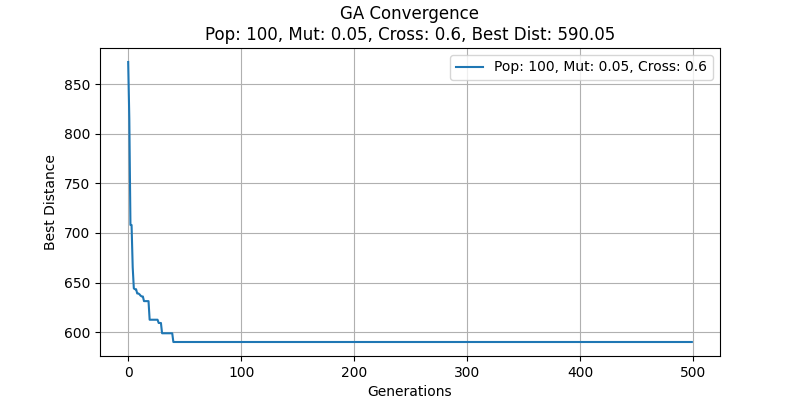 GA Convergence
Pop: 100, Mut: 0.05, Cross: 0.6, Best Dist: 590.05
Pop: 100, Mut: 0.05, Cross: 0.6
Best Distance
850
800
750
700
650
600
0 100 200 300 400 500
Generations